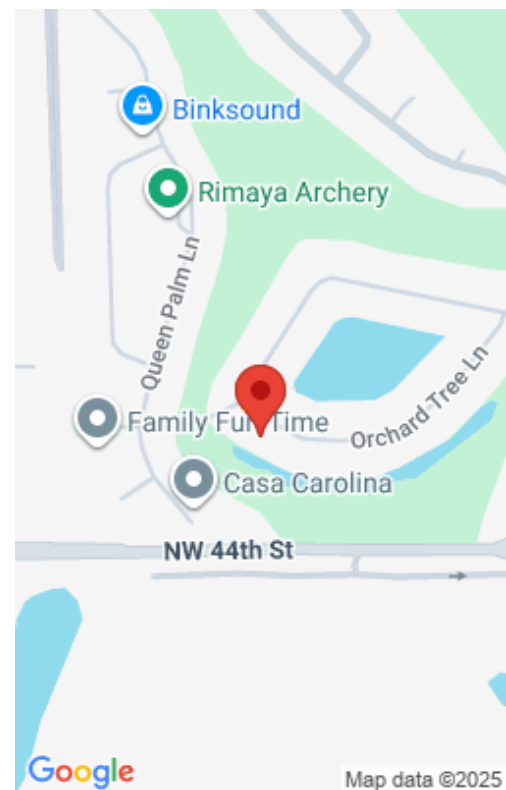 Binksound
Rimaya Archery
Queen Palm Ln
Family Fun Time
Orchard Tree Ln
Casa Carolina
NW 44th St
Google
Map data ©2025